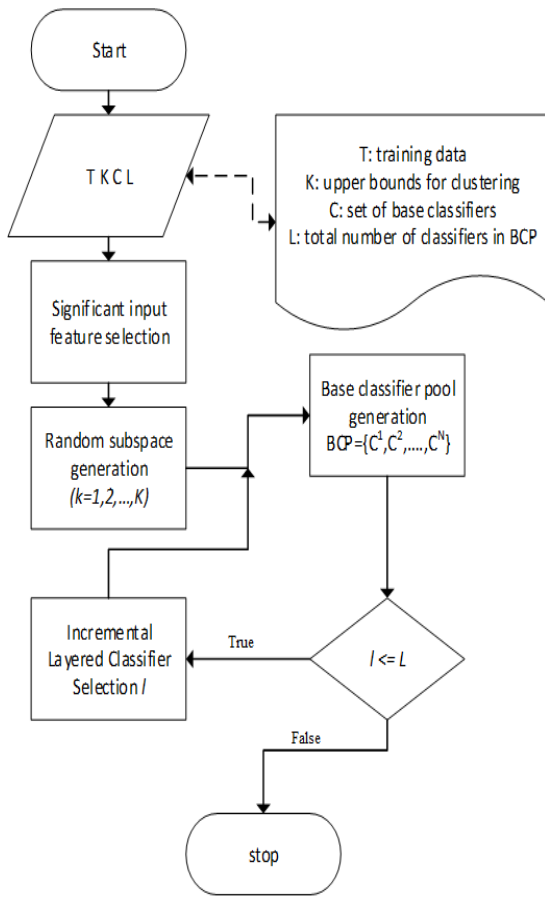 Start
T K C L
T: training data
K: upper bounds for clustering
C: set of base classifiers
L: total number of classifiers in BCP
Significant input
feature selection
Random subspace
generation
(k=1,2,...,K)
Base classifier pool
generation
BCP={C¹,C²,....,Cᴺ}
Incremental
Layered Classifier
Selection l
True
l <= L
False
stop